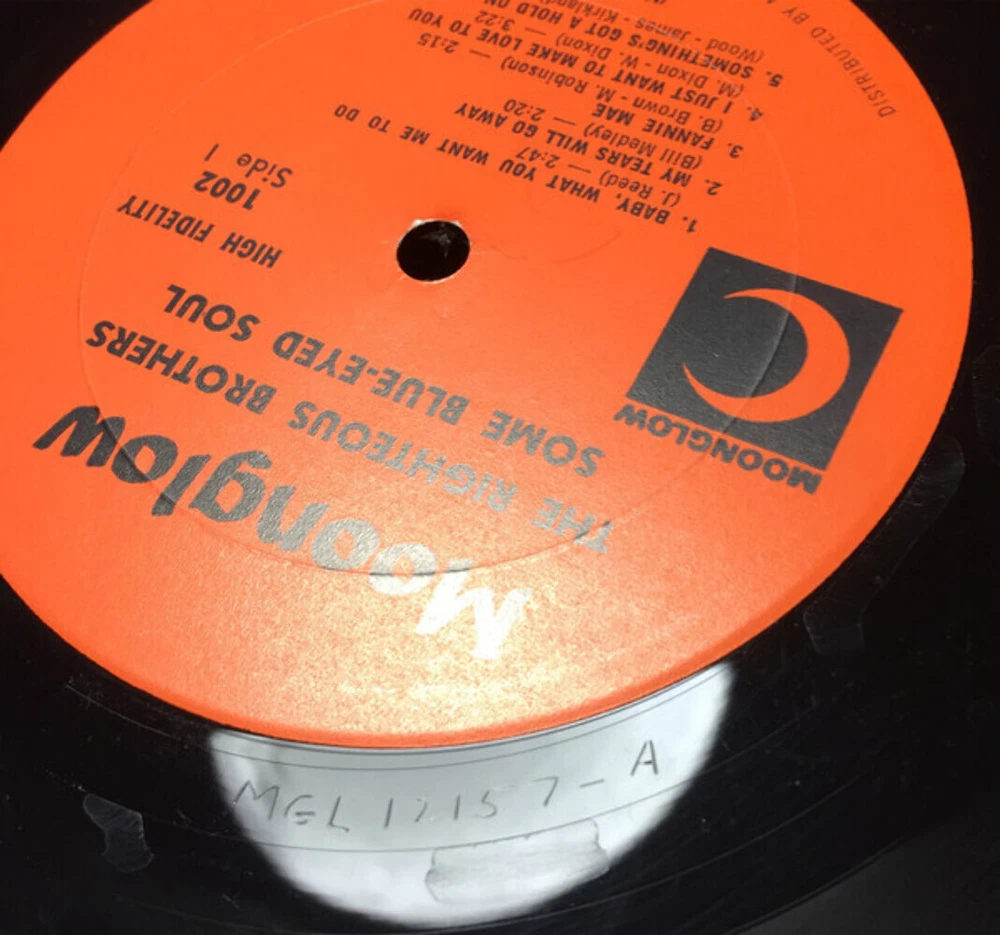 Moonglow
THE RIGHTEOUS BROTHERS
SOME BLUE-EYED SOUL
MOONGLOW
HIGH FIDELITY
1002
Side 1
1. BABY, WHAT YOU WANT ME TO DO
(J. Reed) — 2:47
2. MY TEARS WILL GO AWAY
(Bill Medley) — 2:20
3. FANNIE MAE
(B. Brown - M. Robinson) — 2:15
4. I JUST WANT TO MAKE LOVE TO YOU
(M. Dixon - W. Dixon) — 3:22
5. SOMETHING'S GOT A HOLD ON
(Wood - James - Kirkland)
DISTRIBUTED BY
MGL 12157-A